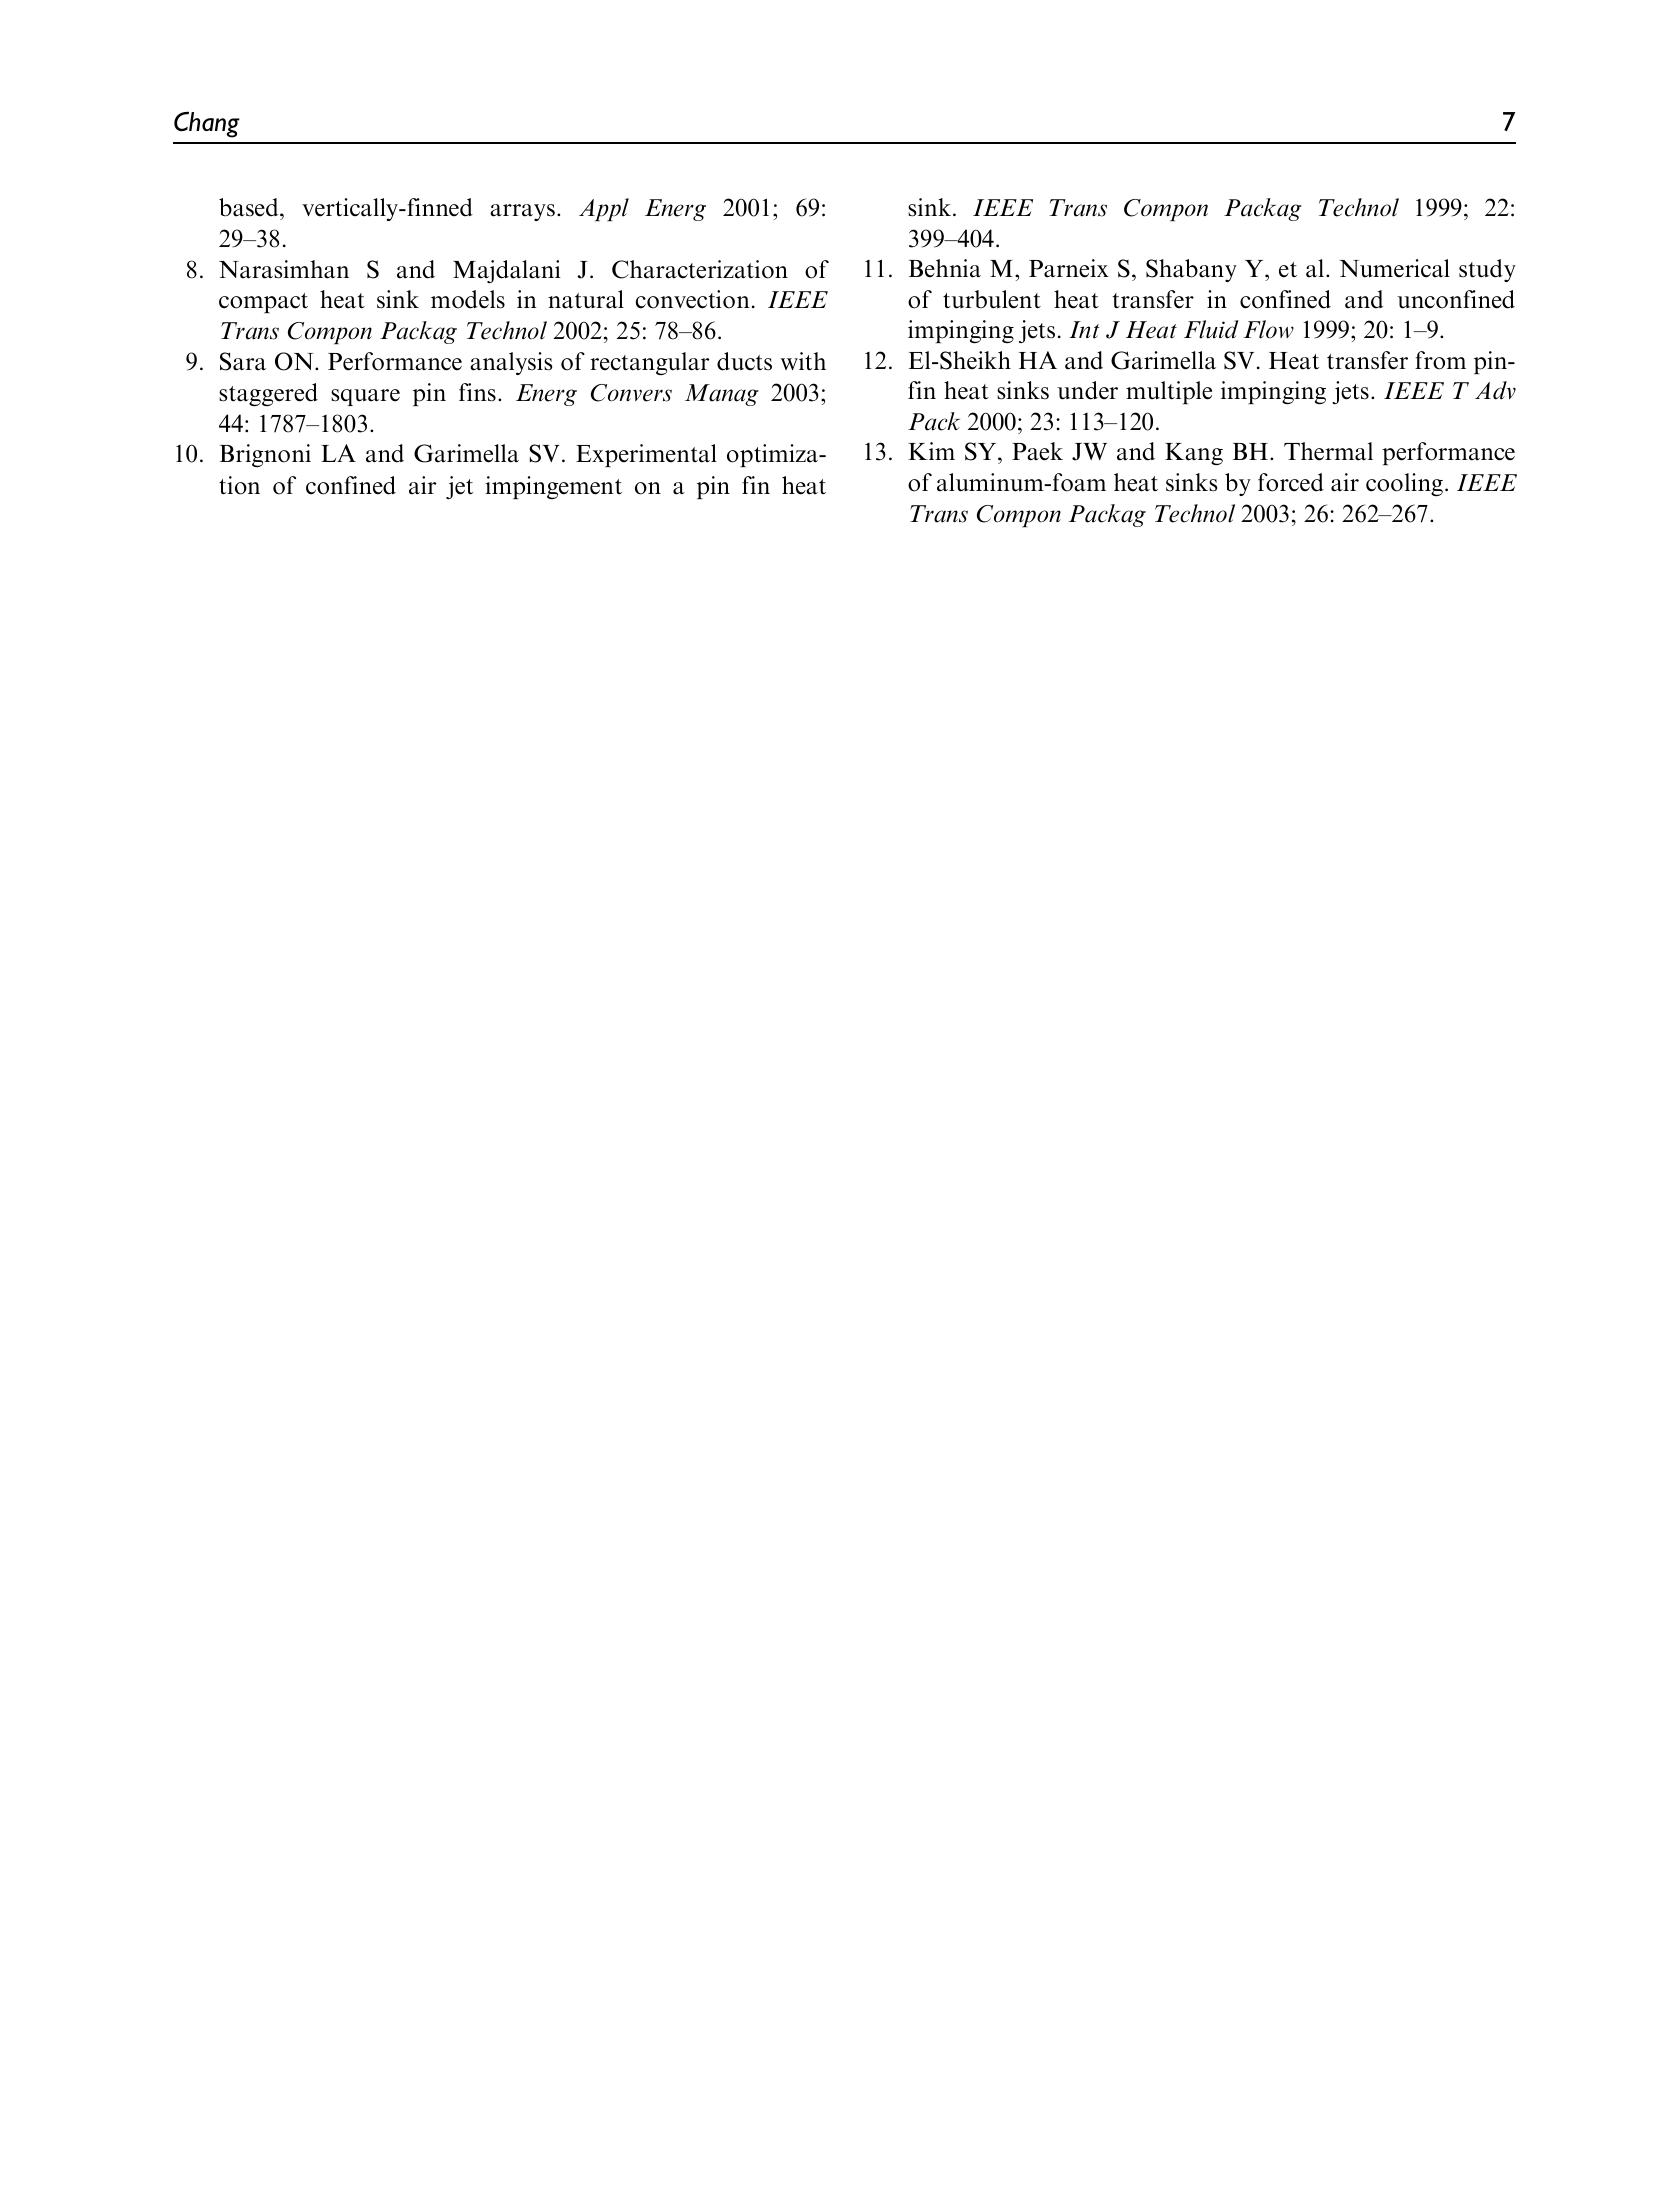 Chang
7
based, vertically-finned arrays. Appl Energ 2001; 69:
29–38.
8. Narasimhan S and Majdalani J. Characterization of
compact heat sink models in natural convection. IEEE
Trans Compon Packag Technol 2002; 25: 78–86.
9. Sara ON. Performance analysis of rectangular ducts with
staggered square pin fins. Energ Convers Manag 2003;
44: 1787–1803.
10. Brignoni LA and Garimella SV. Experimental optimiza-
tion of confined air jet impingement on a pin fin heat
sink. IEEE Trans Compon Packag Technol 1999; 22:
399–404.
11. Behnia M, Parneix S, Shabany Y, et al. Numerical study
of turbulent heat transfer in confined and unconfined
impinging jets. Int J Heat Fluid Flow 1999; 20: 1–9.
12. El-Sheikh HA and Garimella SV. Heat transfer from pin-
fin heat sinks under multiple impinging jets. IEEE T Adv
Pack 2000; 23: 113–120.
13. Kim SY, Paek JW and Kang BH. Thermal performance
of aluminum-foam heat sinks by forced air cooling. IEEE
Trans Compon Packag Technol 2003; 26: 262–267.